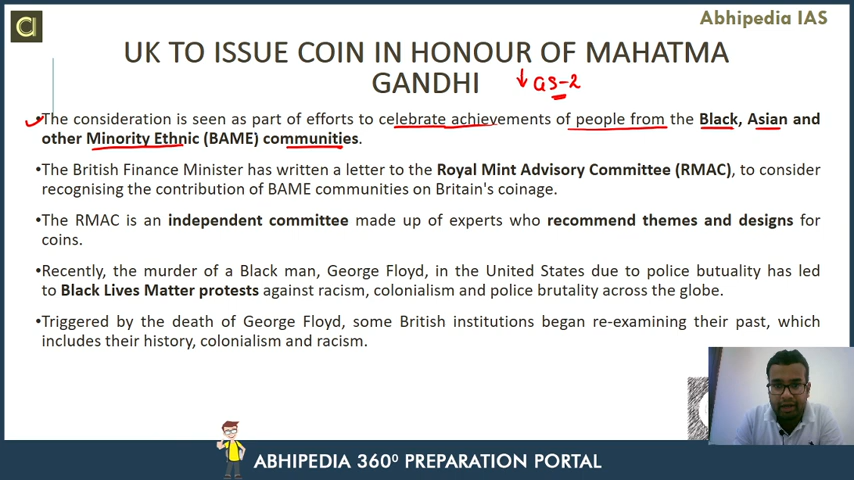 Abhipedia IAS
UK TO ISSUE COIN IN HONOUR OF MAHATMA
GANDHI
GS-2
•The consideration is seen as part of efforts to celebrate achievements of people from the Black, Asian and
other Minority Ethnic (BAME) communities.
•The British Finance Minister has written a letter to the Royal Mint Advisory Committee (RMAC), to consider
recognising the contribution of BAME communities on Britain's coinage.
•The RMAC is an independent committee made up of experts who recommend themes and designs for
coins.
•Recently, the murder of a Black man, George Floyd, in the United States due to police butuality has led
to Black Lives Matter protests against racism, colonialism and police brutality across the globe.
•Triggered by the death of George Floyd, some British institutions began re-examining their past, which
includes their history, colonialism and racism.
ABHIPEDIA 360⁰ PREPARATION PORTAL